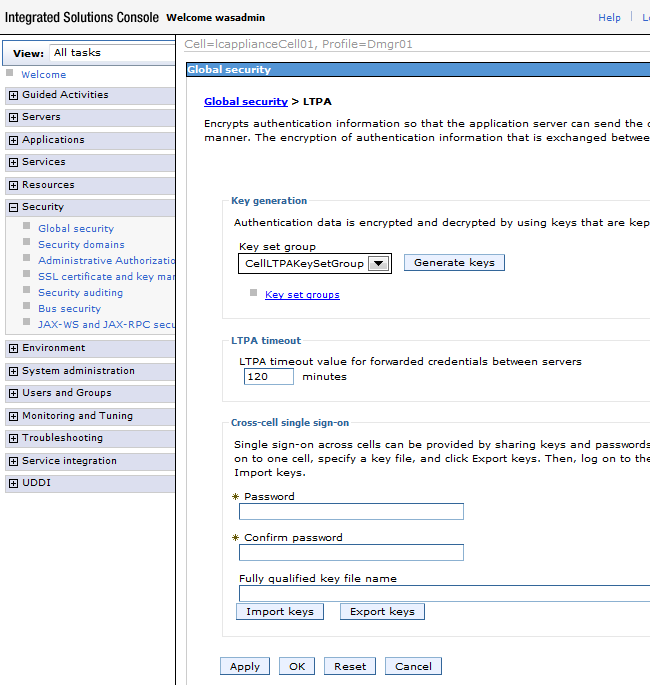 Integrated Solutions Console Welcome wasadmin
Help
View: All tasks
Cell=lcapplianceCell01, Profile=Dmgr01
Welcome
Guided Activities
Servers
Applications
Services
Resources
Security
Global security
Security domains
Administrative Authorizatio
SSL certificate and key mar
Security auditing
Bus security
JAX-WS and JAX-RPC secu
Environment
System administration
Users and Groups
Monitoring and Tuning
Troubleshooting
Service integration
UDDI
Global security
Global security > LTPA
Encrypts authentication information so that the application server can send the
manner. The encryption of authentication information that is exchanged betwee
Key generation
Authentication data is encrypted and decrypted by using keys that are kep
Key set group
CellLTPAKeySetGroup Generate keys
Key set groups
LTPA timeout
LTPA timeout value for forwarded credentials between servers
120 minutes
Cross-cell single sign-on
Single sign-on across cells can be provided by sharing keys and passwords
on to one cell, specify a key file, and click Export keys. Then, log on to the
Import keys.
* Password
* Confirm password
Fully qualified key file name
Import keys Export keys
Apply OK Reset Cancel